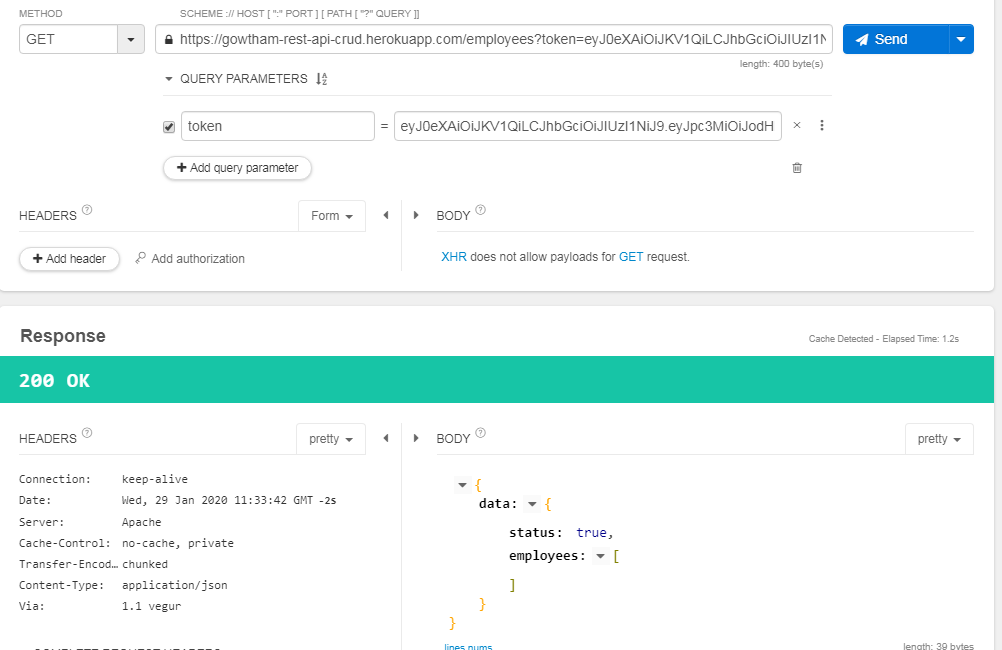 METHOD
SCHEME :// HOST [ ":" PORT ] [ PATH [ "?" QUERY ]]
GET
https://gowtham-rest-api-crud.herokuapp.com/employees?token=eyJ0eXAiOiJKV1QiLCJhbGciOiJIUzI1N
Send
length: 400 byte(s)
QUERY PARAMETERS
token = eyJ0eXAiOiJKV1QiLCJhbGciOiJIUzI1NiJ9.eyJpc3MiOiJodH ×
+ Add query parameter
HEADERS ?
Form
BODY ?
+ Add header
Add authorization
XHR does not allow payloads for GET request.
Response
Cache Detected - Elapsed Time: 1.2s
200 OK
HEADERS ?
pretty
BODY ?
pretty
Connection: keep-alive
Date: Wed, 29 Jan 2020 11:33:42 GMT -2s
Server: Apache
Cache-Control: no-cache, private
Transfer-Encod… chunked
Content-Type: application/json
Via: 1.1 vegur
{
data: {
status: true,
employees: [
]
}
}
COMPLETE REQUEST HEADERS
lines nums
length: 39 bytes